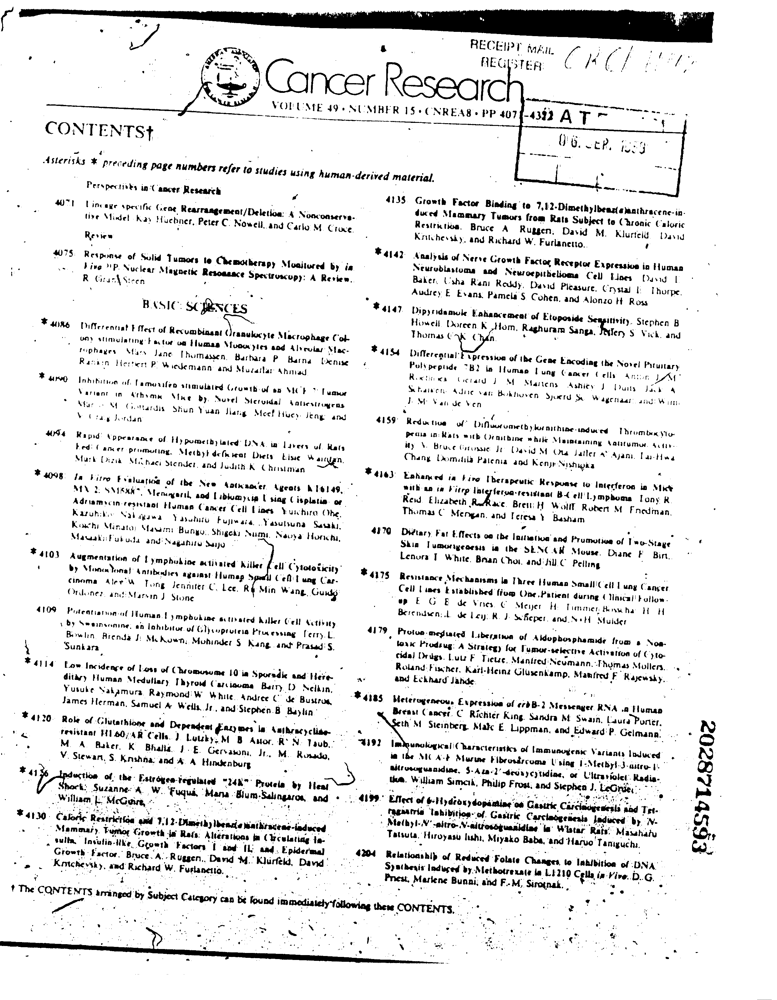 RECEIPT MAIL
REGISTER
Cancer Research
VOLUME 49 • NUMBER 15 • CNREA8 • PP 4071-4322
CONTENTS†
Asterisks * preceding page numbers refer to studies using human-derived material.
Perspectives in Cancer Research
4071 Lineage specific Gene Rearrangement/Deletion: A Nonconserva-
tive Model. Kay Huebner, Peter C. Nowell, and Carlo M. Croce
Review
4075 Response of Solid Tumors to Chemotherapy Monitored by in
Vivo 31P Nuclear Magnetic Resonance Spectroscopy: A Review.
R. Grant Steen
BASIC SCIENCES
* 4086 Differential Effect of Recombinant Granulocyte Macrophage Col-
ony stimulating Factor on Human Monocytes and Alveolar Mac-
rophages. Mary Jane Thomassen, Barbara P. Barna, Denise
Rankin, Herbert P. Wiedemann and Muzaffar Ahmad
* 4090 Inhibition of Tamoxifen stimulated Growth of an MCF-7 Tumor
Variant in Athymic Mice by Novel Steroidal Antiestrogens.
Marco M. Gottardis, Shun Yuan Jiang, Meei Huey Jeng, and
V. Craig Jordan
4094 Rapid Appearance of Hypomethylated DNA in Livers of Rats
Fed Cancer promoting, Methyl deficient Diets. Elsie Wainfan,
Mark Dizik, Michael Stender, and Judith K. Christman
* 4098 In Vitro Evaluation of the New Anticancer Agents KT6149,
MX-2, SM5887, Menogaril, and Liblomycin Using Cisplatin- or
Adriamycin-resistant Human Cancer Cell Lines. Yuichiro Ohe,
Kazuhiko Nakagawa, Yasuhiro Fujiwara, Yasutsuna Sasaki,
Koichi Minato, Masami Bungo, Shigeki Niimi, Naoya Horichi,
Masaaki Fukuda, and Nagahiro Saijo
* 4103 Augmentation of Lymphokine activated Killer Cell Cytotoxicity
by Monoclonal Antibodies against Human Small Cell Lung Car-
cinoma. Alex W. Tong, Jennifer C. Lee, Ru Min Wang, Guido
Ordonez, and Marvin J. Stone
4109 Potentiation of Human Lymphokine activated Killer Cell Activity
by Swainsonine, an Inhibitor of Glycoprotein Processing. Terry L.
Bowlin, Brenda J. McKown, Mohinder S. Kang, and Prasad S.
Sunkara
* 4114 Low Incidence of Loss of Chromosome 10 in Sporadic and Here-
ditary Human Medullary Thyroid Carcinoma. Barry D. Nelkin,
Yusuke Nakamura, Raymond W. White, Andree C. de Bustros,
James Herman, Samuel A. Wells, Jr., and Stephen B. Baylin
* 4120 Role of Glutathione and Dependent Enzymes in Anthracycline-
resistant HL60/AR Cells. J. Lutzky, M. B. Astor, R. N. Taub,
M. A. Baker, K. Bhalla, J. E. Gervasoni, Jr., M. Rosado,
V. Stewart, S. Krishna, and A. A. Hindenburg
* 4126 Induction of the Estrogen-regulated "24K" Protein by Heat
Shock. Suzanne A. W. Fuqua, Maria Blum-Salingaros, and
William L. McGuire
* 4130 Caloric Restriction and 7,12-Dimethylbenz(a)anthracene-induced
Mammary Tumor Growth in Rats: Alterations in Circulating In-
sulin, Insulin-like Growth Factors I and II, and Epidermal
Growth Factor. Bruce A. Ruggeri, David M. Klurfeld, David
Kritchevsky, and Richard W. Furlanetto.
4135 Growth Factor Binding to 7,12-Dimethylbenz(a)anthracene-in-
duced Mammary Tumors from Rats Subject to Chronic Caloric
Restriction. Bruce A. Ruggeri, David M. Klurfeld, David
Kritchevsky, and Richard W. Furlanetto.
* 4142 Analysis of Nerve Growth Factor Receptor Expression in Human
Neuroblastoma and Neuroepithelioma Cell Lines. David L.
Baker, Usha Rani Reddy, David Pleasure, Crystal L. Thorpe,
Audrey E. Evans, Pamela S. Cohen, and Alonzo H. Ross
* 4147 Dipyridamole Enhancement of Etoposide Sensitivity. Stephen B.
Howell, Doreen K. Hom, Raghuram Sanga, Jeffery S. Vick, and
Thomas C. K. Chan.
* 4154 Differential Expression of the Gene Encoding the Novel Pituitary
Polypeptide 7B2 in Human Lung Cancer Cells. Anton J. M.
Roebroek, Gerard J. M. Martens, Ashley J. Duits, Jack A.
Schalken, Adrie van Bokhoven, Sjoerd Sc. Wagenaar, and Wim
J. M. Van de Ven
4159 Reduction of Difluoromethylornithine-induced Thrombocyto-
penia in Rats with Ornithine while Maintaining Antitumor Activ-
ity. V. Bruce Grossie, Jr., David M. Ota, Jaffer A. Ajani, Tai-Hwa
Chang, Domitila Patenia, and Kenji Nishioka
* 4163 Enhanced in Vivo Therapeutic Response to Interferon in Mice
with an in Vitro Interferon-resistant B-Cell Lymphoma. Tony R.
Reid, Elizabeth R. Race, Brett H. Wolff, Robert M. Friedman,
Thomas C. Merigan, and Teresa Y. Basham
4170 Dietary Fat Effects on the Initiation and Promotion of Two-Stage
Skin Tumorigenesis in the SENCAR Mouse. Diane F. Birt,
Lenora T. White, Brian Choi, and Jill C. Pelling
* 4175 Resistance Mechanisms in Three Human Small Cell Lung Cancer
Cell Lines Established from One Patient during Clinical Follow-
up. E. G. E. de Vries, C. Meijer, H. Timmer-Bosscha, H. H.
Berendsen, L. de Leij, R. J. Scheper, and N. H. Mulder
4179 Proton-mediated Liberation of Aldophosphamide from a Non-
toxic Prodrug: A Strategy for Tumor-selective Activation of Cyto-
cidal Drugs. Lutz F. Tietze, Manfred Neumann, Thomas Mollers,
Roland Fischer, Karl-Heinz Glusenkamp, Manfred F. Rajewsky,
and Eckhard Jahde
* 4185 Heterogeneous Expression of erbB-2 Messenger RNA in Human
Breast Cancer. C. Richter King, Sandra M. Swain, Laura Porter,
Seth M. Steinberg, Marc E. Lippman, and Edward P. Gelmann.
4192 Immunological Characteristics of Immunogenic Variants Induced
in the MCA-F Murine Fibrosarcoma Using 1-Methyl-3-nitro-1-
nitrosoguanidine, 5-Aza-2'-deoxycytidine, or Ultraviolet Radia-
tion. William Simcik, Philip Frost, and Stephen J. LeGrue.
4199 Effect of 6-Hydroxydopamine on Gastric Carcinogenesis and Tet-
ragastrin Inhibition of Gastric Carcinogenesis Induced by N-
Methyl-N'-nitro-N-nitrosoguanidine in Wistar Rats. Masaharu
Tatsuta, Hiroyasu Iishi, Miyako Baba, and Haruo Taniguchi.
4204 Relationship of Reduced Folate Changes to Inhibition of DNA
Synthesis Induced by Methotrexate in L1210 Cells in Vivo. D. G.
Priest, Marlene Bunni, and F. M. Sirotnak.
† The CONTENTS arranged by Subject Category can be found immediately following these CONTENTS.
2028714593